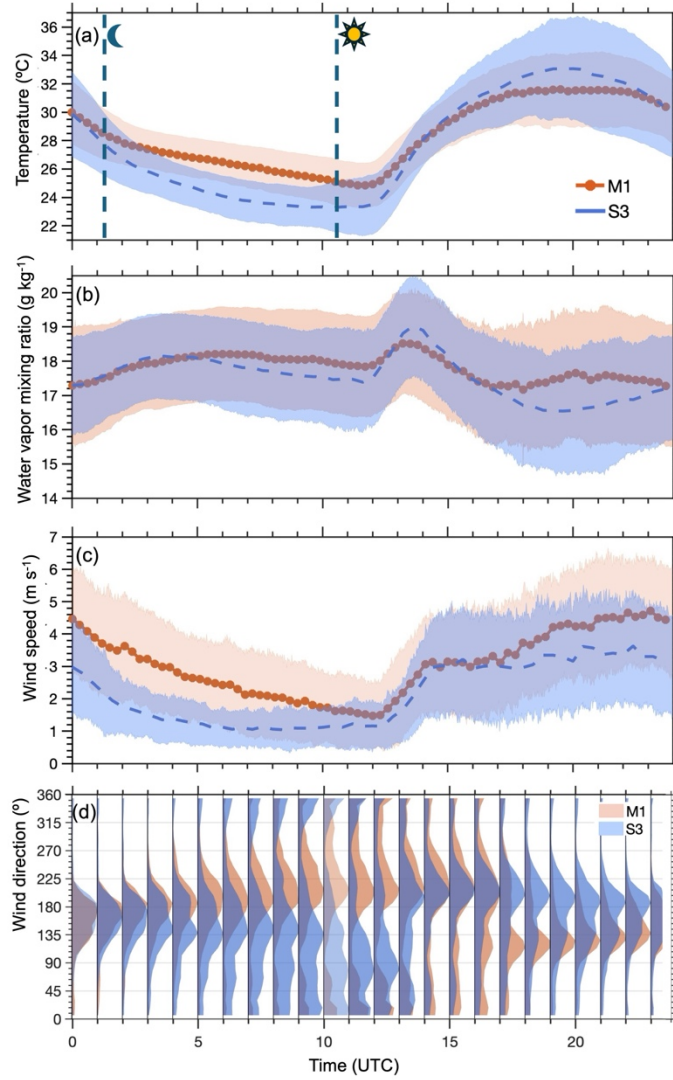 36
(a)
34
32
30
28
26
24
22
Temperature (ºC)
M1
S3
20
(b)
19
18
17
16
15
14
Water vapor mixing ratio (g kg⁻¹)
7
(c)
6
5
4
3
2
1
0
Wind speed (m s⁻¹)
360
(d)
315
270
225
180
135
90
45
0
Wind direction (º)
M1
S3
0 5 10 15 20
Time (UTC)